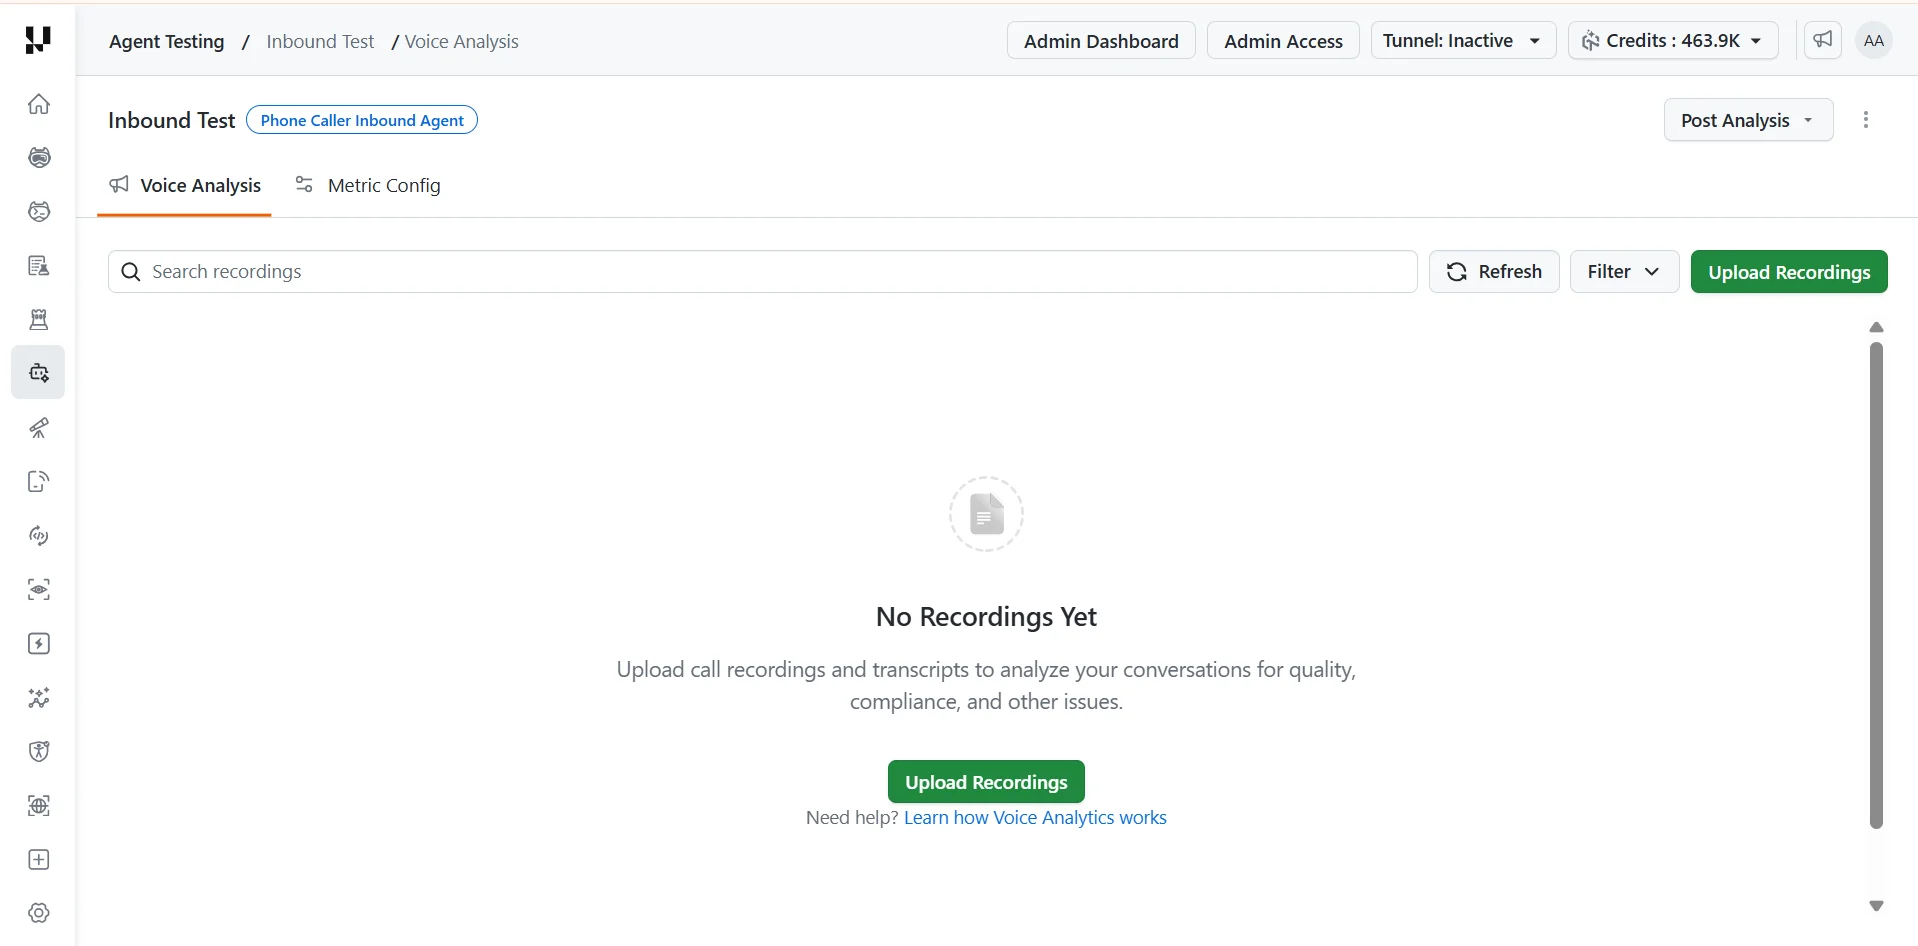 Agent Testing / Inbound Test / Voice Analysis
Admin Dashboard
Admin Access
Tunnel: Inactive
Credits : 463.9K
AA
Inbound Test
Phone Caller Inbound Agent
Post Analysis
Voice Analysis
Metric Config
Search recordings
Refresh
Filter
Upload Recordings
No Recordings Yet
Upload call recordings and transcripts to analyze your conversations for quality,
compliance, and other issues.
Upload Recordings
Need help? Learn how Voice Analytics works